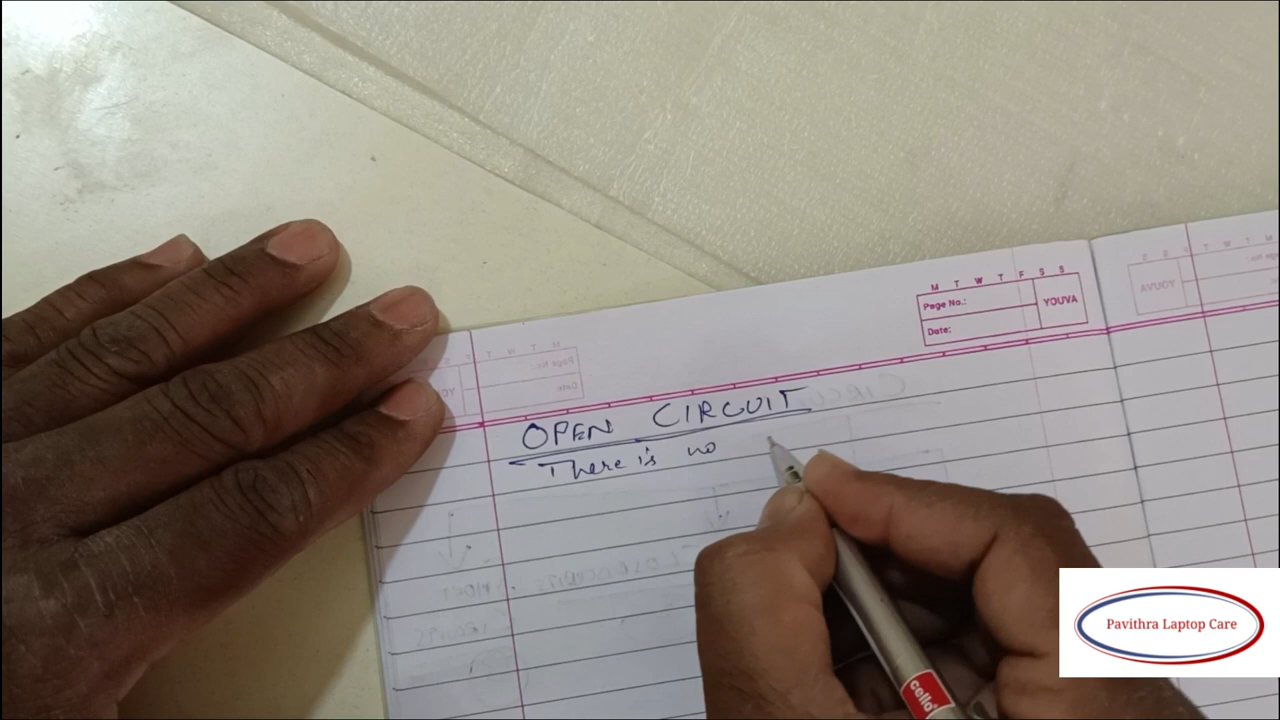 M T W T F S S
Page No.:
YOUVA
Date:
OPEN CIRCUIT
There is no
cello
Pavithra Laptop Care